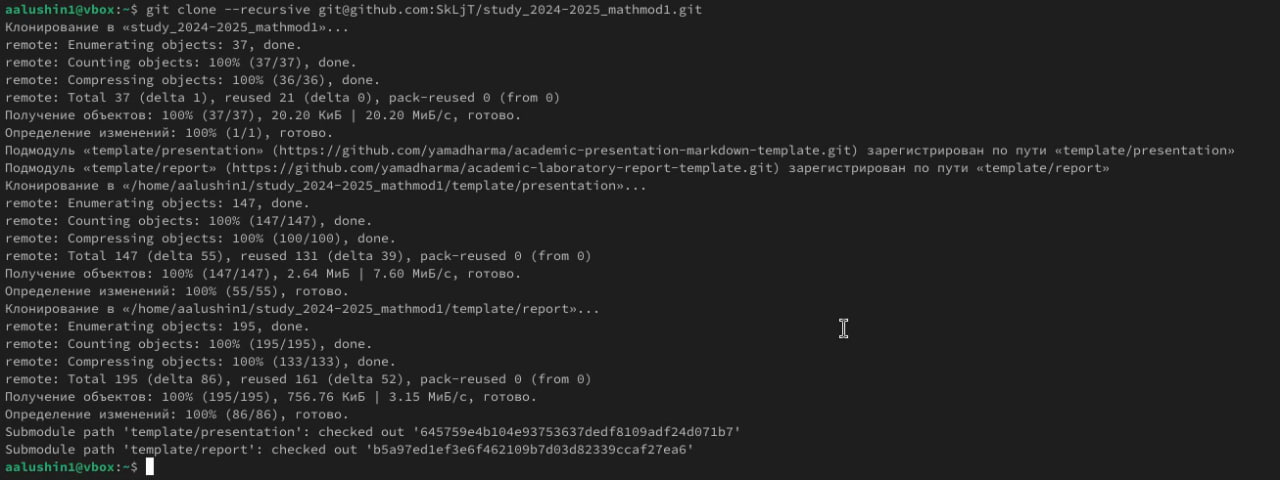 aalushin1@vbox:~$ git clone --recursive git@github.com:SkLjT/study_2024-2025_mathmod1.git
Клонирование в «study_2024-2025_mathmod1»...
remote: Enumerating objects: 37, done.
remote: Counting objects: 100% (37/37), done.
remote: Compressing objects: 100% (36/36), done.
remote: Total 37 (delta 1), reused 21 (delta 0), pack-reused 0 (from 0)
Получение объектов: 100% (37/37), 20.20 КиБ | 20.20 МиБ/с, готово.
Определение изменений: 100% (1/1), готово.
Подмодуль «template/presentation» (https://github.com/yamadharma/academic-presentation-markdown-template.git) зарегистрирован по пути «template/presentation»
Подмодуль «template/report» (https://github.com/yamadharma/academic-laboratory-report-template.git) зарегистрирован по пути «template/report»
Клонирование в «/home/aalushin1/study_2024-2025_mathmod1/template/presentation»...
remote: Enumerating objects: 147, done.
remote: Counting objects: 100% (147/147), done.
remote: Compressing objects: 100% (100/100), done.
remote: Total 147 (delta 55), reused 131 (delta 39), pack-reused 0 (from 0)
Получение объектов: 100% (147/147), 2.64 МиБ | 7.60 МиБ/с, готово.
Определение изменений: 100% (55/55), готово.
Клонирование в «/home/aalushin1/study_2024-2025_mathmod1/template/report»...
remote: Enumerating objects: 195, done.
remote: Counting objects: 100% (195/195), done.
remote: Compressing objects: 100% (133/133), done.
remote: Total 195 (delta 86), reused 161 (delta 52), pack-reused 0 (from 0)
Получение объектов: 100% (195/195), 756.76 КиБ | 3.15 МиБ/с, готово.
Определение изменений: 100% (86/86), готово.
Submodule path 'template/presentation': checked out '645759e4b104e93753637dedf8109adf24d071b7'
Submodule path 'template/report': checked out 'b5a97ed1ef3e6f462109b7d03d82339ccaf27ea6'
aalushin1@vbox:~$